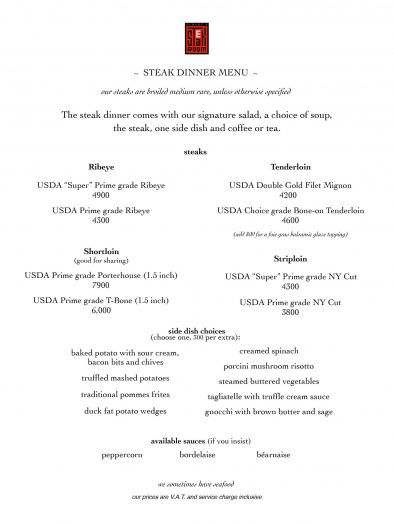 STEAK
ROOM
~ STEAK DINNER MENU ~
our steaks are broiled medium rare, unless otherwise specified
The steak dinner comes with our signature salad, a choice of soup,
the steak, one side dish and coffee or tea.
steaks
Ribeye
USDA “Super” Prime grade Ribeye
4900
USDA Prime grade Ribeye
4300
Tenderloin
USDA Double Gold Filet Mignon
4200
USDA Choice grade Bone-on Tenderloin
4600
(add 800 for a foie gras balsamic glaze topping)
Shortloin
(good for sharing)
USDA Prime grade Porterhouse (1.5 inch)
7900
USDA Prime grade T-Bone (1.5 inch)
6,000
Striploin
USDA “Super” Prime grade NY Cut
4300
USDA Prime grade NY Cut
3800
side dish choices
(choose one, 300 per extra):
baked potato with sour cream,
bacon bits and chives
truffled mashed potatoes
traditional pommes frites
duck fat potato wedges
creamed spinach
porcini mushroom risotto
steamed buttered vegetables
tagliatelle with truffle cream sauce
gnocchi with brown butter and sage
available sauces (if you insist)
peppercorn bordelaise béarnaise
we sometimes have seafood
our prices are V.A.T. and service charge inclusive